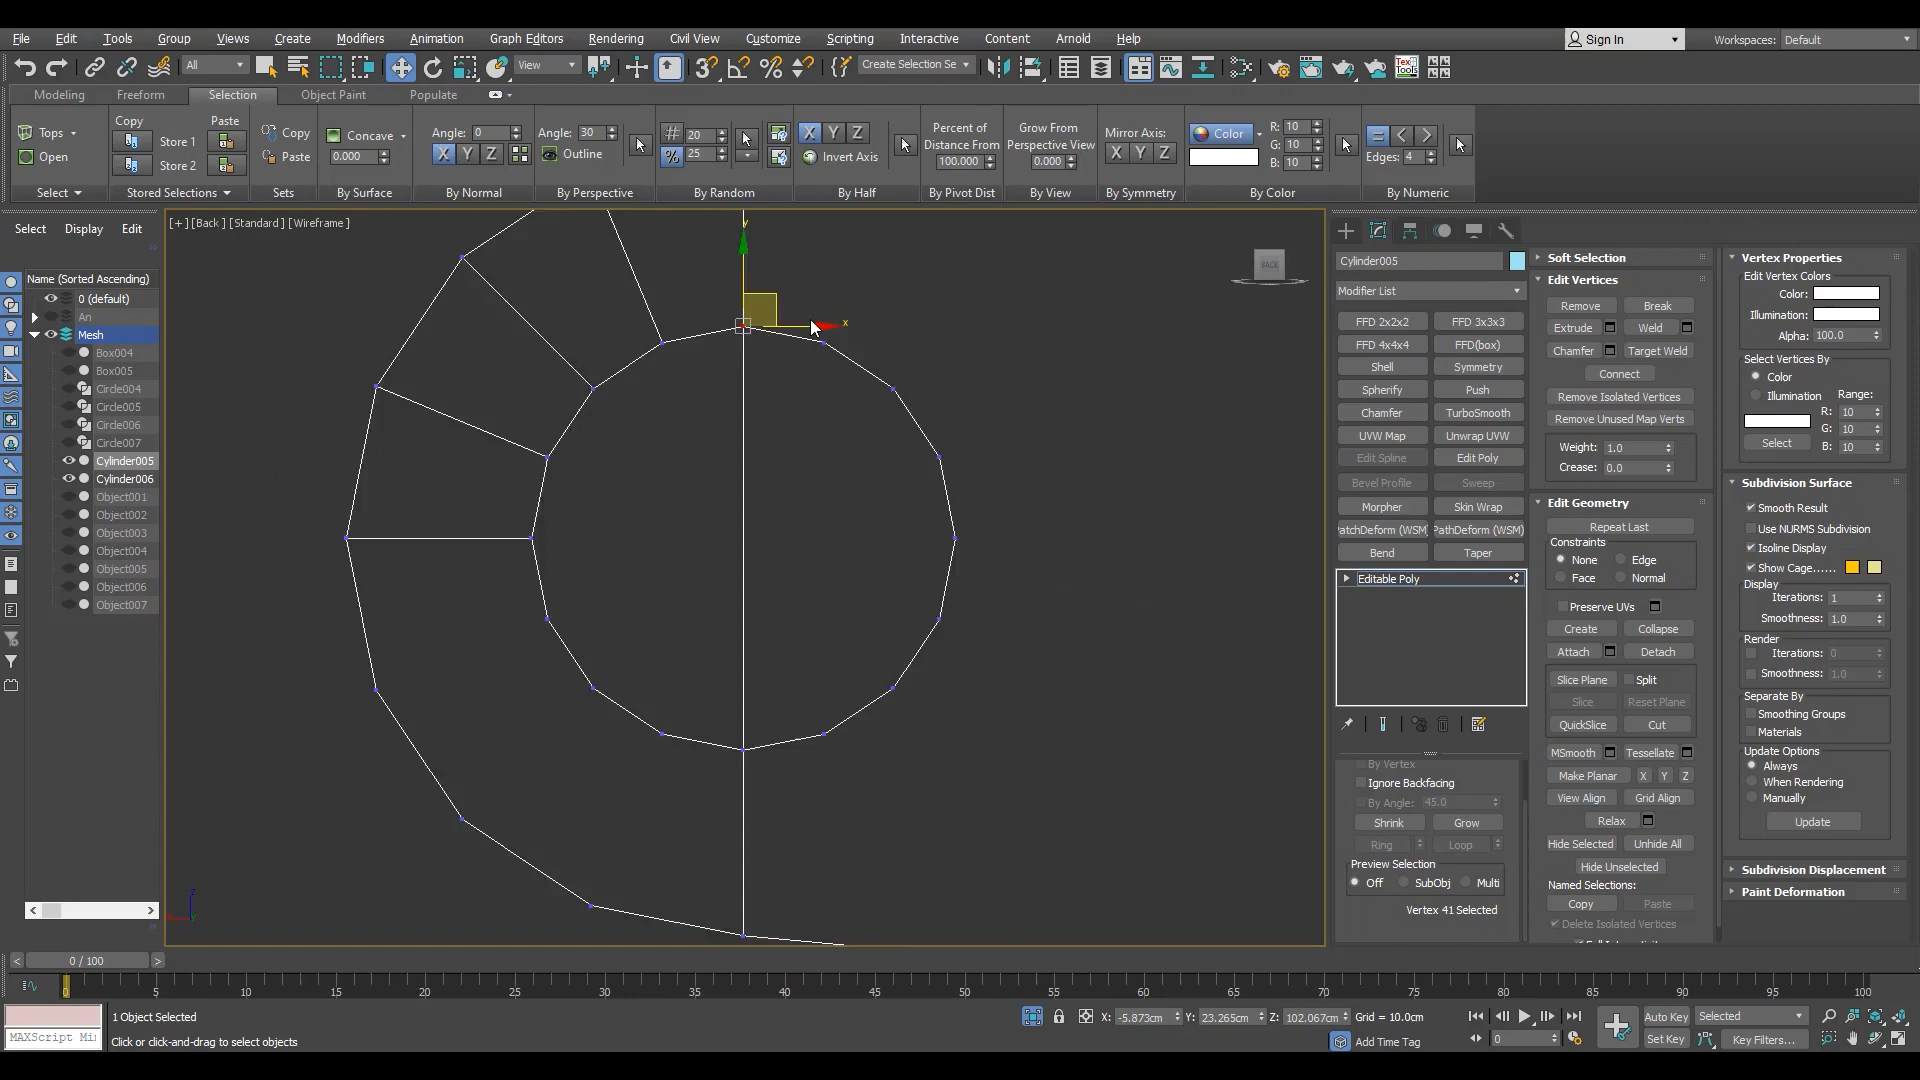 File Edit Tools Group Views Create Modifiers Animation Graph Editors Rendering Civil View Customize Scripting Interactive Content Arnold Help Sign In Workspaces: Default
All View Create Selection Se Tex Tools
Modeling Freeform Selection Object Paint Populate
Tops Copy Paste Store 1 Copy Concave Angle: 0 Angle: 30 20 X Y Z Percent of Distance From Grow From Perspective View Mirror Axis: Color R: 10
Open Store 2 Paste 0.000 X Y Z Outline % 25 Invert Axis 100.000 0.000 X Y Z G: 10 B: 10 Edges: 4
Select Stored Selections Sets By Surface By Normal By Perspective By Random By Half By Pivot Dist By View By Symmetry By Color By Numeric
Select Display Edit
Name (Sorted Ascending)
0 (default)
An
Mesh
Box004
Box005
Circle004
Circle005
Circle006
Circle007
Cylinder005
Cylinder006
Object001
Object002
Object003
Object004
Object005
Object006
Object007
[+] [Back] [Standard] [Wireframe]
y
x
BACK
z
Cylinder005
Modifier List
FFD 2x2x2 FFD 3x3x3
FFD 4x4x4 FFD(box)
Shell Symmetry
Spherify Push
Chamfer TurboSmooth
UVW Map Unwrap UVW
Edit Spline Edit Poly
Bevel Profile Sweep
Morpher Skin Wrap
PatchDeform (WSM) PathDeform (WSM)
Bend Taper
Editable Poly
By Vertex
Ignore Backfacing
By Angle: 45.0
Shrink Grow
Ring Loop
Preview Selection
Off SubObj Multi
Vertex 41 Selected
Soft Selection
Edit Vertices
Remove Break
Extrude Weld
Chamfer Target Weld
Connect
Remove Isolated Vertices
Remove Unused Map Verts
Weight: 1.0
Crease: 0.0
Edit Geometry
Repeat Last
Constraints
None Edge
Face Normal
Preserve UVs
Create Collapse
Attach Detach
Slice Plane Split
Slice Reset Plane
QuickSlice Cut
MSmooth Tessellate
Make Planar X Y Z
View Align Grid Align
Relax
Hide Selected Unhide All
Hide Unselected
Named Selections:
Copy Paste
Delete Isolated Vertices
Vertex Properties
Edit Vertex Colors
Color:
Illumination:
Alpha: 100.0
Select Vertices By
Color
Illumination Range:
R: 10
G: 10
Select B: 10
Subdivision Surface
Smooth Result
Use NURMS Subdivision
Isoline Display
Show Cage......
Display
Iterations: 1
Smoothness: 1.0
Render
Iterations: 0
Smoothness: 1.0
Separate By
Smoothing Groups
Materials
Update Options
Always
When Rendering
Manually
Update
Subdivision Displacement
Paint Deformation
< 0 / 100 >
0 5 10 15 20 25 30 35 40 45 50 55 60 65 70 75 80 85 90 95 100
1 Object Selected X: -5.873cm Y: 23.265cm Z: 102.067cm Grid = 10.0cm Auto Key Selected
MAXScript Mi Click or click-and-drag to select objects Add Time Tag 0 Set Key Key Filters...